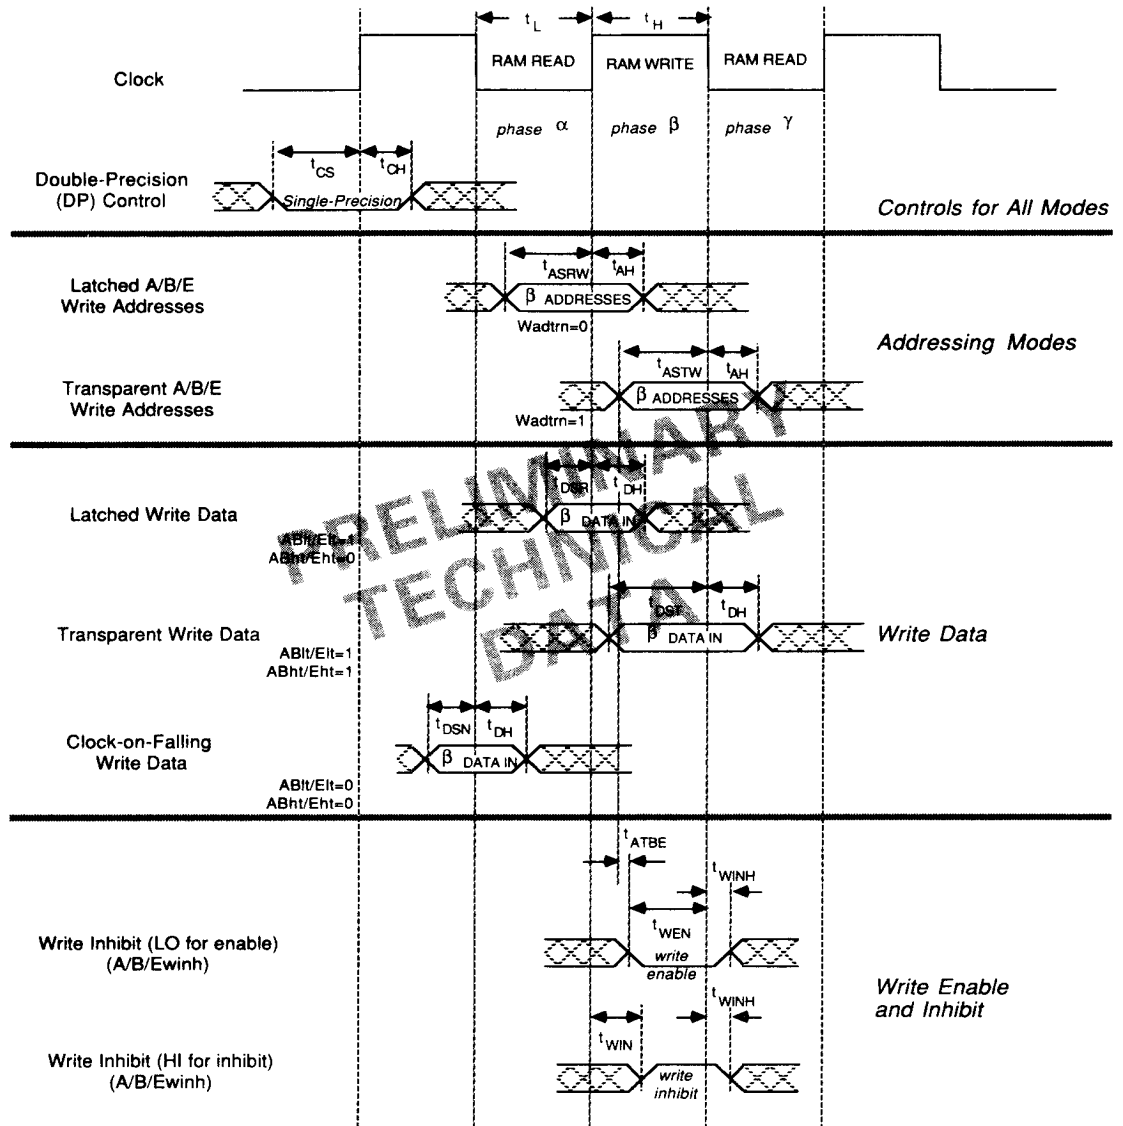 t L
t H
RAM READ
RAM WRITE
RAM READ
Clock
phase α
phase β
phase γ
t CS
t CH
Double-Precision
(DP) Control
Single-Precision
Controls for All Modes
t ASRW
t AH
Latched A/B/E
Write Addresses
β ADDRESSES
Wadtrn=0
Addressing Modes
t ASTW
t AH
Transparent A/B/E
Write Addresses
β ADDRESSES
Wadtrn=1
PRELIMINARY
TECHNICAL
DATA
t DSR
t DH
Latched Write Data
β DATA IN
ABlt/Elt=1
ABht/Eht=0
t DST
t DH
Transparent Write Data
β DATA IN
Write Data
ABlt/Elt=1
ABht/Eht=1
t DSN
t DH
Clock-on-Falling
Write Data
β DATA IN
ABlt/Elt=0
ABht/Eht=0
t ATBE
t WINH
t WEN
Write Inhibit (LO for enable)
(A/B/Ewinh)
write
enable
Write Enable
and Inhibit
t WINH
t WIN
Write Inhibit (HI for inhibit)
(A/B/Ewinh)
write
inhibit